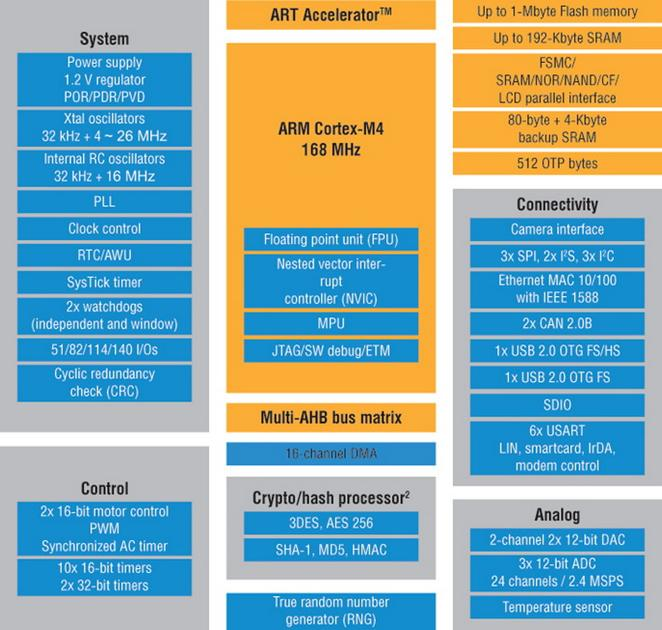 System
Power supply
1.2 V regulator
POR/PDR/PVD
Xtal oscillators
32 kHz + 4 ~ 26 MHz
Internal RC oscillators
32 kHz + 16 MHz
PLL
Clock control
RTC/AWU
SysTick timer
2x watchdogs
(independent and window)
51/82/114/140 I/Os
Cyclic redundancy
check (CRC)
Control
2x 16-bit motor control
PWM
Synchronized AC timer
10x 16-bit timers
2x 32-bit timers
ART Accelerator™
ARM Cortex-M4
168 MHz
Floating point unit (FPU)
Nested vector inter-
rupt
controller (NVIC)
MPU
JTAG/SW debug/ETM
Multi-AHB bus matrix
16-channel DMA
Crypto/hash processor²
3DES, AES 256
SHA-1, MD5, HMAC
True random number
generator (RNG)
Up to 1-Mbyte Flash memory
Up to 192-Kbyte SRAM
FSMC/
SRAM/NOR/NAND/CF/
LCD parallel interface
80-byte + 4-Kbyte
backup SRAM
512 OTP bytes
Connectivity
Camera interface
3x SPI, 2x I²S, 3x I²C
Ethernet MAC 10/100
with IEEE 1588
2x CAN 2.0B
1x USB 2.0 OTG FS/HS
1x USB 2.0 OTG FS
SDIO
6x USART
LIN, smartcard, IrDA,
modem control
Analog
2-channel 2x 12-bit DAC
3x 12-bit ADC
24 channels / 2.4 MSPS
Temperature sensor